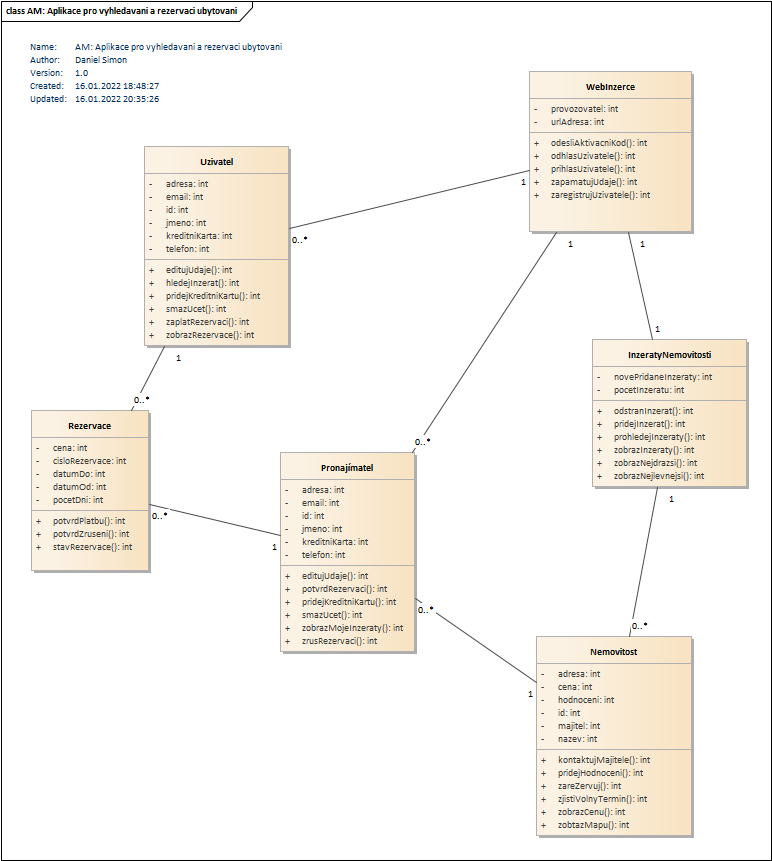 class AM: Aplikace pro vyhledavani a rezervaci ubytovani
Name: AM: Aplikace pro vyhledavani a rezervaci ubytovani
Author: Daniel Simon
Version: 1.0
Created: 16.01.2022 18:48:27
Updated: 16.01.2022 20:35:26
WebInzerce
- provozovatel: int
- urlAdresa: int
+ odesliAktivacniKod(): int
+ odhlasUzivatele(): int
+ prihlasUzivatele(): int
+ zapamatujUdaje(): int
+ zaregistrujUzivatele(): int
Uzivatel
- adresa: int
- email: int
- id: int
- jmeno: int
- kreditniKarta: int
- telefon: int
+ editujUdaje(): int
+ hledejInzerat(): int
+ pridejKreditniKartu(): int
+ smazUcet(): int
+ zaplatRezervaci(): int
+ zobrazRezervace(): int
1
0..*
1
1
1
0..*
1
0..*
InzeratyNemovitosti
- novePridaneInzeraty: int
- pocetInzeratu: int
+ odstranInzerat(): int
+ pridejInzerat(): int
+ prohledejInzeraty(): int
+ zobrazInzeraty(): int
+ zobrazNejdrazsi(): int
+ zobrazNejlevnejsi(): int
Rezervace
- cena: int
- cisloRezervace: int
- datumDo: int
- datumOd: int
- pocetDni: int
+ potvrdPlatbu(): int
+ potvrdZruseni(): int
+ stavRezervace(): int
Pronajímatel
- adresa: int
- email: int
- id: int
- jmeno: int
- kreditniKarta: int
- telefon: int
+ editujUdaje(): int
+ potvrdRezervaci(): int
+ pridejKreditniKartu(): int
+ smazUcet(): int
+ zobrazMojeInzeraty(): int
+ zrusRezervaci(): int
0..*
1
1
0..*
0..*
1
Nemovitost
- adresa: int
- cena: int
- hodnoceni: int
- id: int
- majitel: int
- nazev: int
+ kontaktujMajitele(): int
+ pridejHodnoceni(): int
+ zareZervuj(): int
+ zjistiVolnyTermin(): int
+ zobrazCenu(): int
+ zobtazMapu(): int